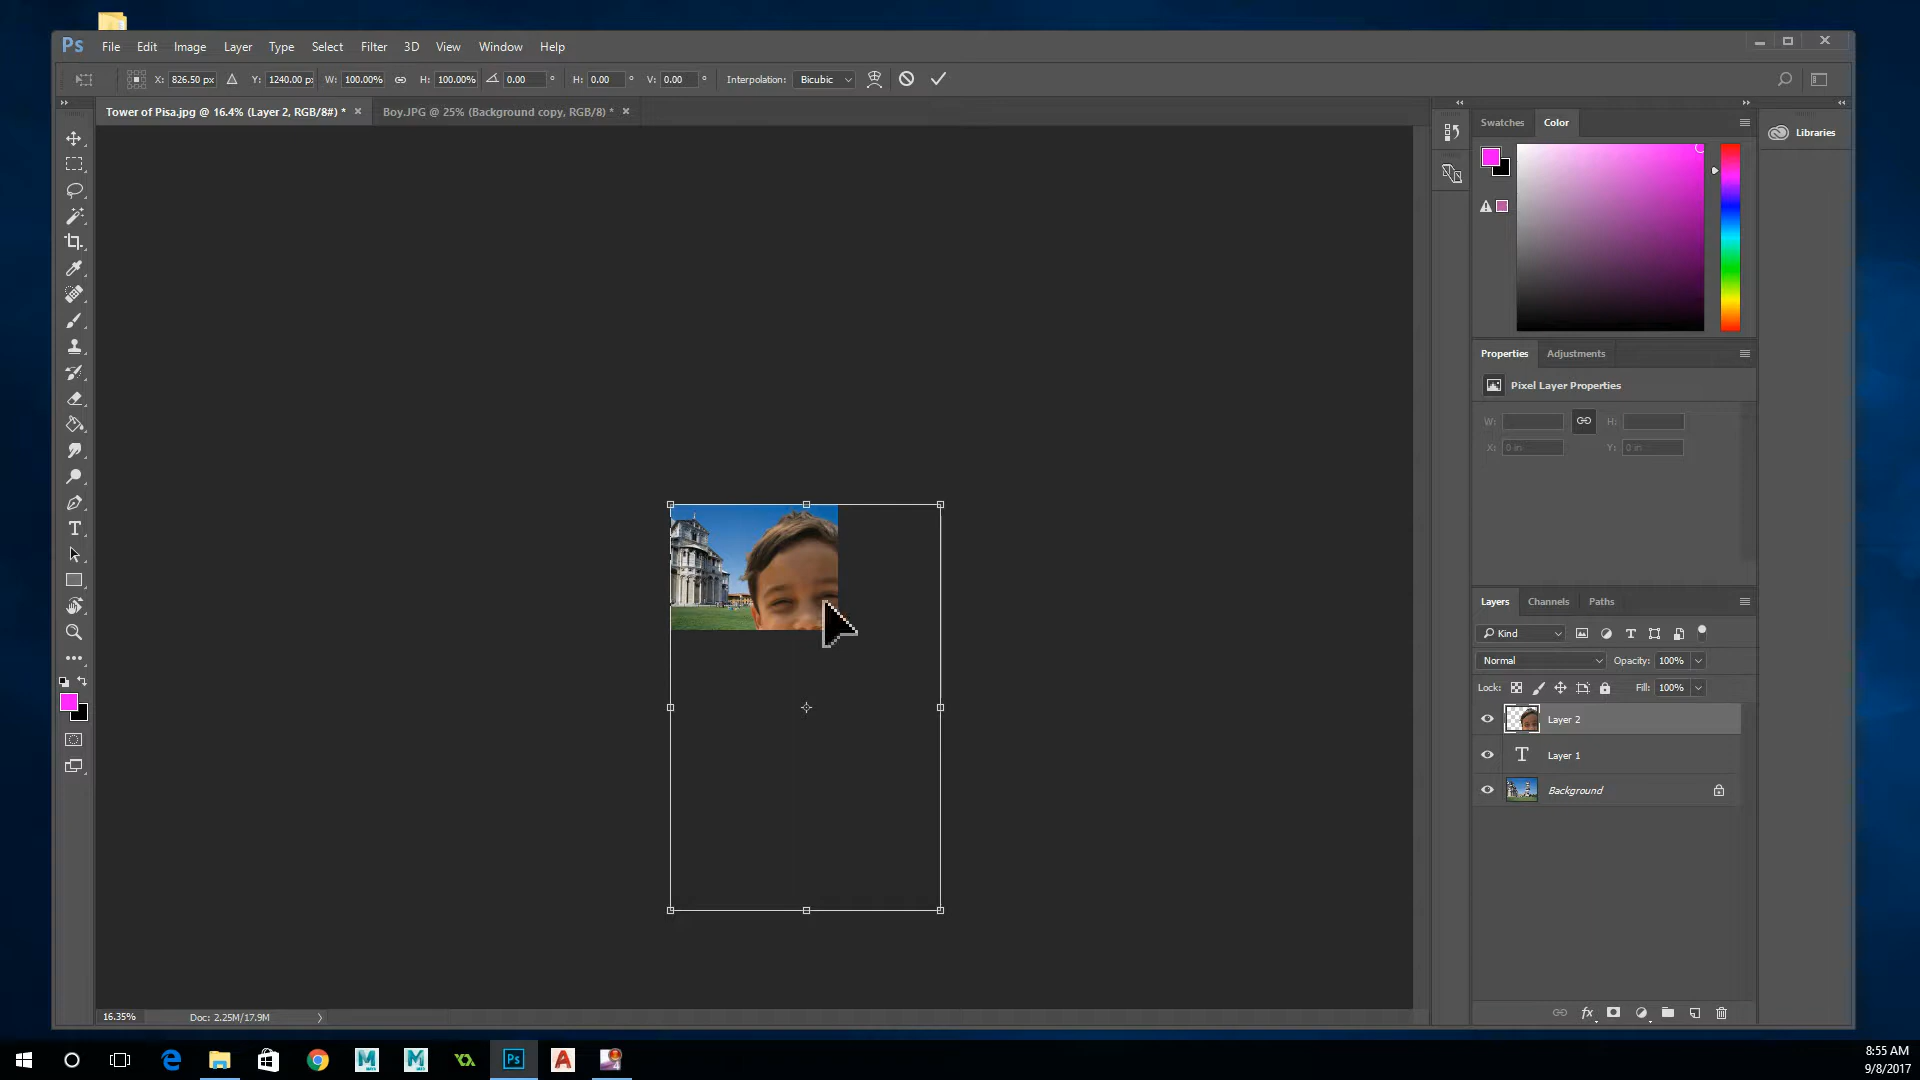 Ps File Edit Image Layer Type Select Filter 3D View Window Help
X: 826.50 px Y: 1240.00 px W: 100.00% H: 100.00% 0.00 ° H: 0.00 ° V: 0.00 ° Interpolation: Bicubic
Tower of Pisa.jpg @ 16.4% (Layer 2, RGB/8#) * × Boy.JPG @ 25% (Background copy, RGB/8) * ×
Swatches Color
Libraries
Properties Adjustments
Pixel Layer Properties
W: H:
X: 0 in Y: 0 in
Layers Channels Paths
Kind
Normal Opacity: 100%
Lock: Fill: 100%
Layer 2
Layer 1
Background
16.35% Doc: 2.25M/17.9M
8:55 AM
9/8/2017